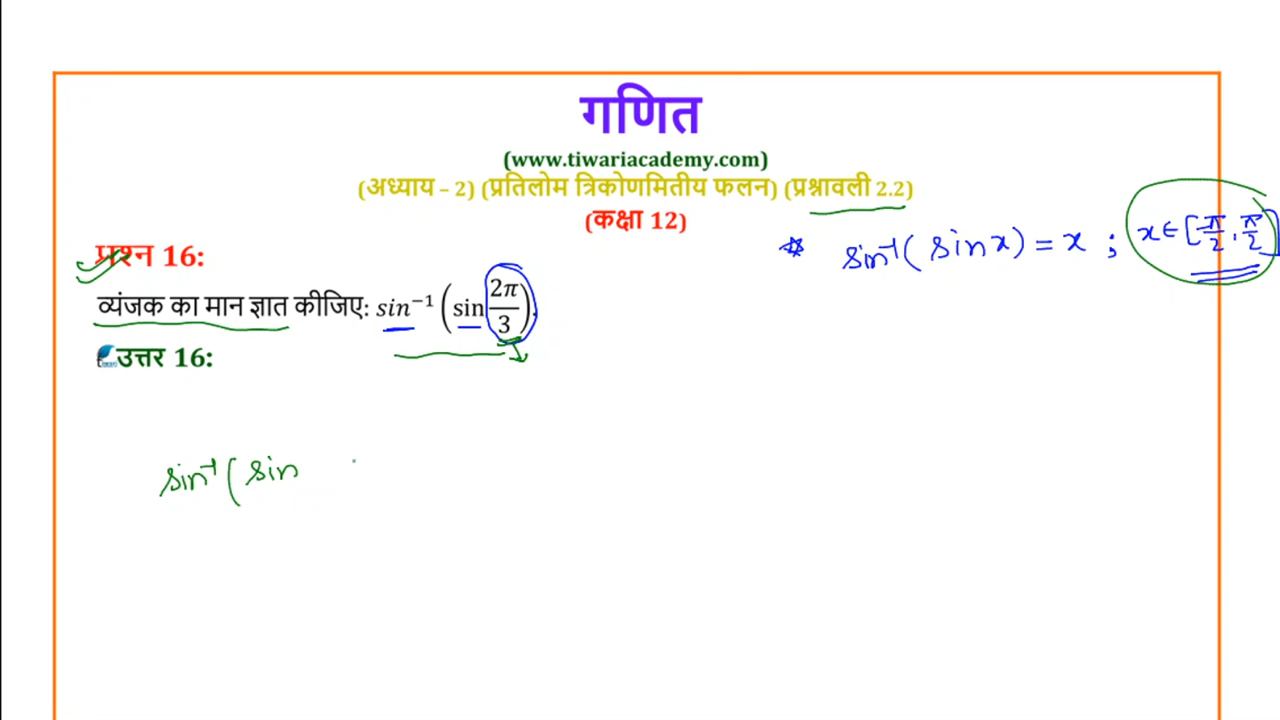 गणित
(www.tiwariacademy.com)
(अध्याय – 2) (प्रतिलोम त्रिकोणमितीय फलन) (प्रश्नावली 2.2)
(कक्षा 12)
sin⁻¹(sin x) = x ; x ∈ [-π/2, π/2]
प्रश्न 16:
व्यंजक का मान ज्ञात कीजिए: sin⁻¹(sin 2π/3).
उत्तर 16:
sin⁻¹(sin